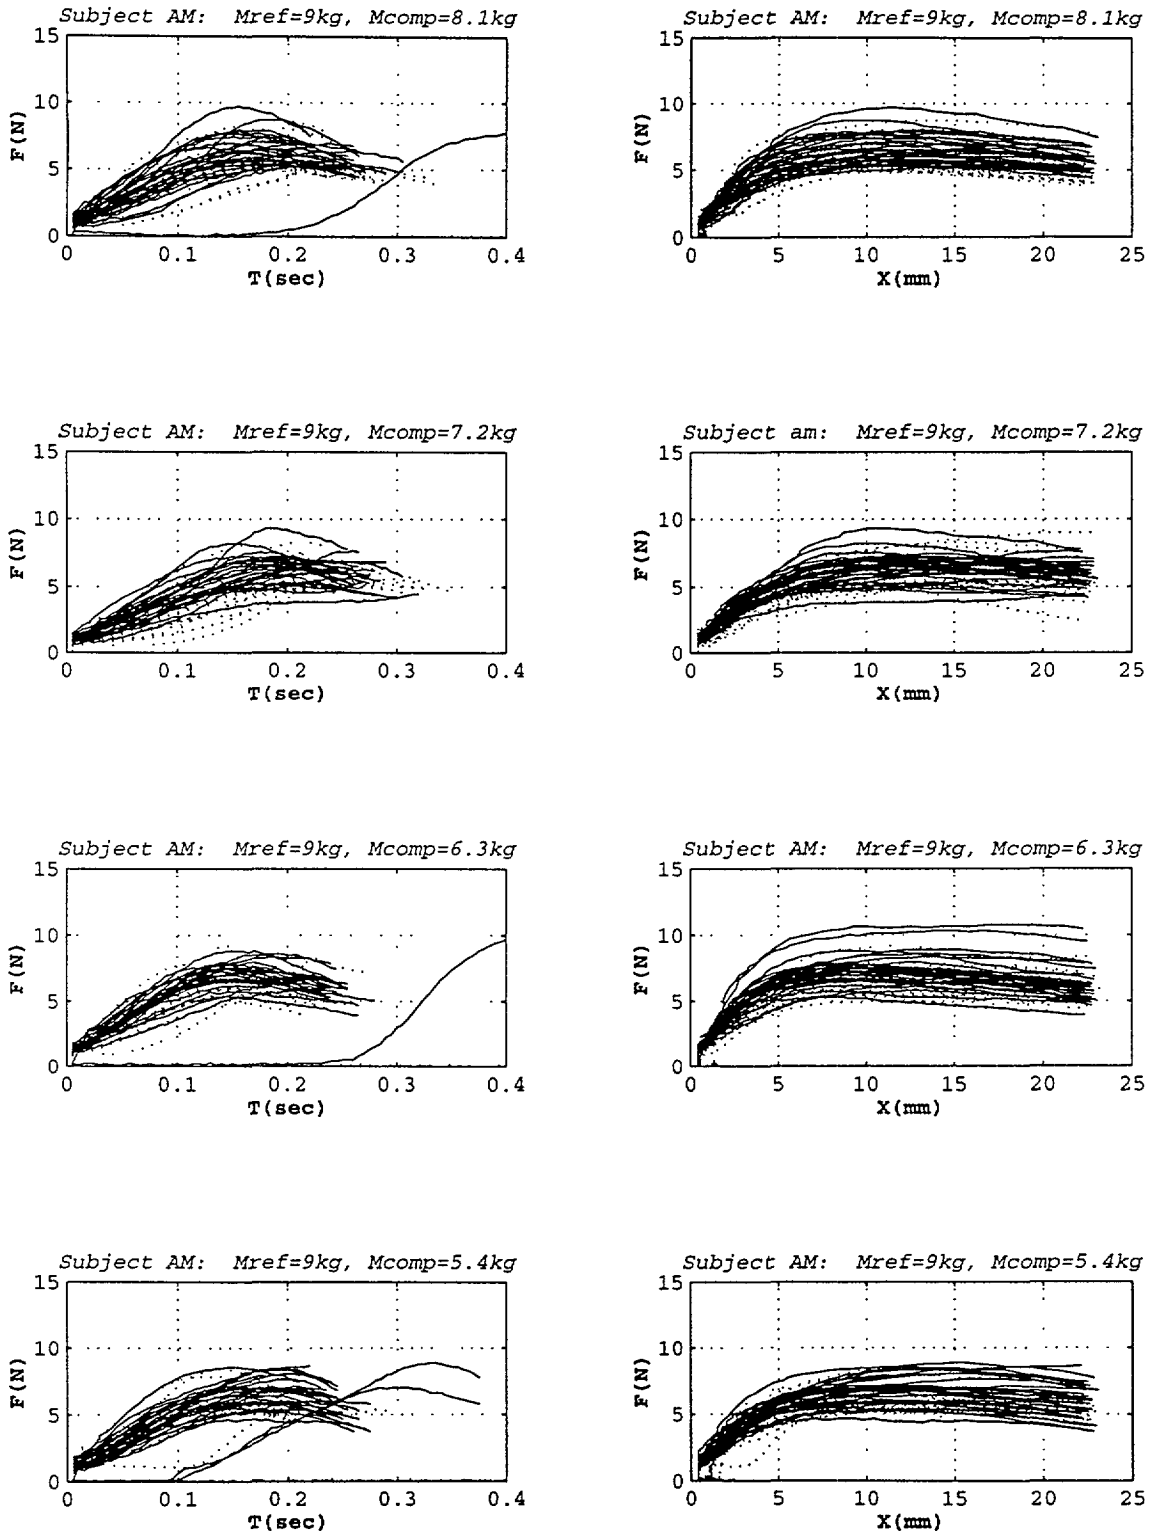 Subject AM: Mref=9kg, Mcomp=8.1kg
15
10
5
0
F(N)
0 0.1 0.2 0.3 0.4
T(sec)
Subject AM: Mref=9kg, Mcomp=8.1kg
15
10
5
0
F(N)
0 5 10 15 20 25
X(mm)
Subject AM: Mref=9kg, Mcomp=7.2kg
15
10
5
0
F(N)
0 0.1 0.2 0.3 0.4
T(sec)
Subject am: Mref=9kg, Mcomp=7.2kg
15
10
5
0
F(N)
0 5 10 15 20 25
X(mm)
Subject AM: Mref=9kg, Mcomp=6.3kg
15
10
5
0
F(N)
0 0.1 0.2 0.3 0.4
T(sec)
Subject AM: Mref=9kg, Mcomp=6.3kg
15
10
5
0
F(N)
0 5 10 15 20 25
X(mm)
Subject AM: Mref=9kg, Mcomp=5.4kg
15
10
5
0
F(N)
0 0.1 0.2 0.3 0.4
T(sec)
Subject AM: Mref=9kg, Mcomp=5.4kg
15
10
5
0
F(N)
0 5 10 15 20 25
X(mm)